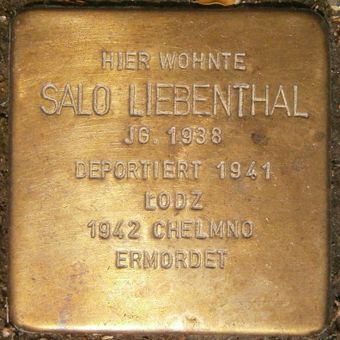 HIER WOHNTE
SALO LIEBENTHAL
JG. 1938
DEPORTIERT 1941
ŁODZ
1942 CHELMNO
ERMORDET